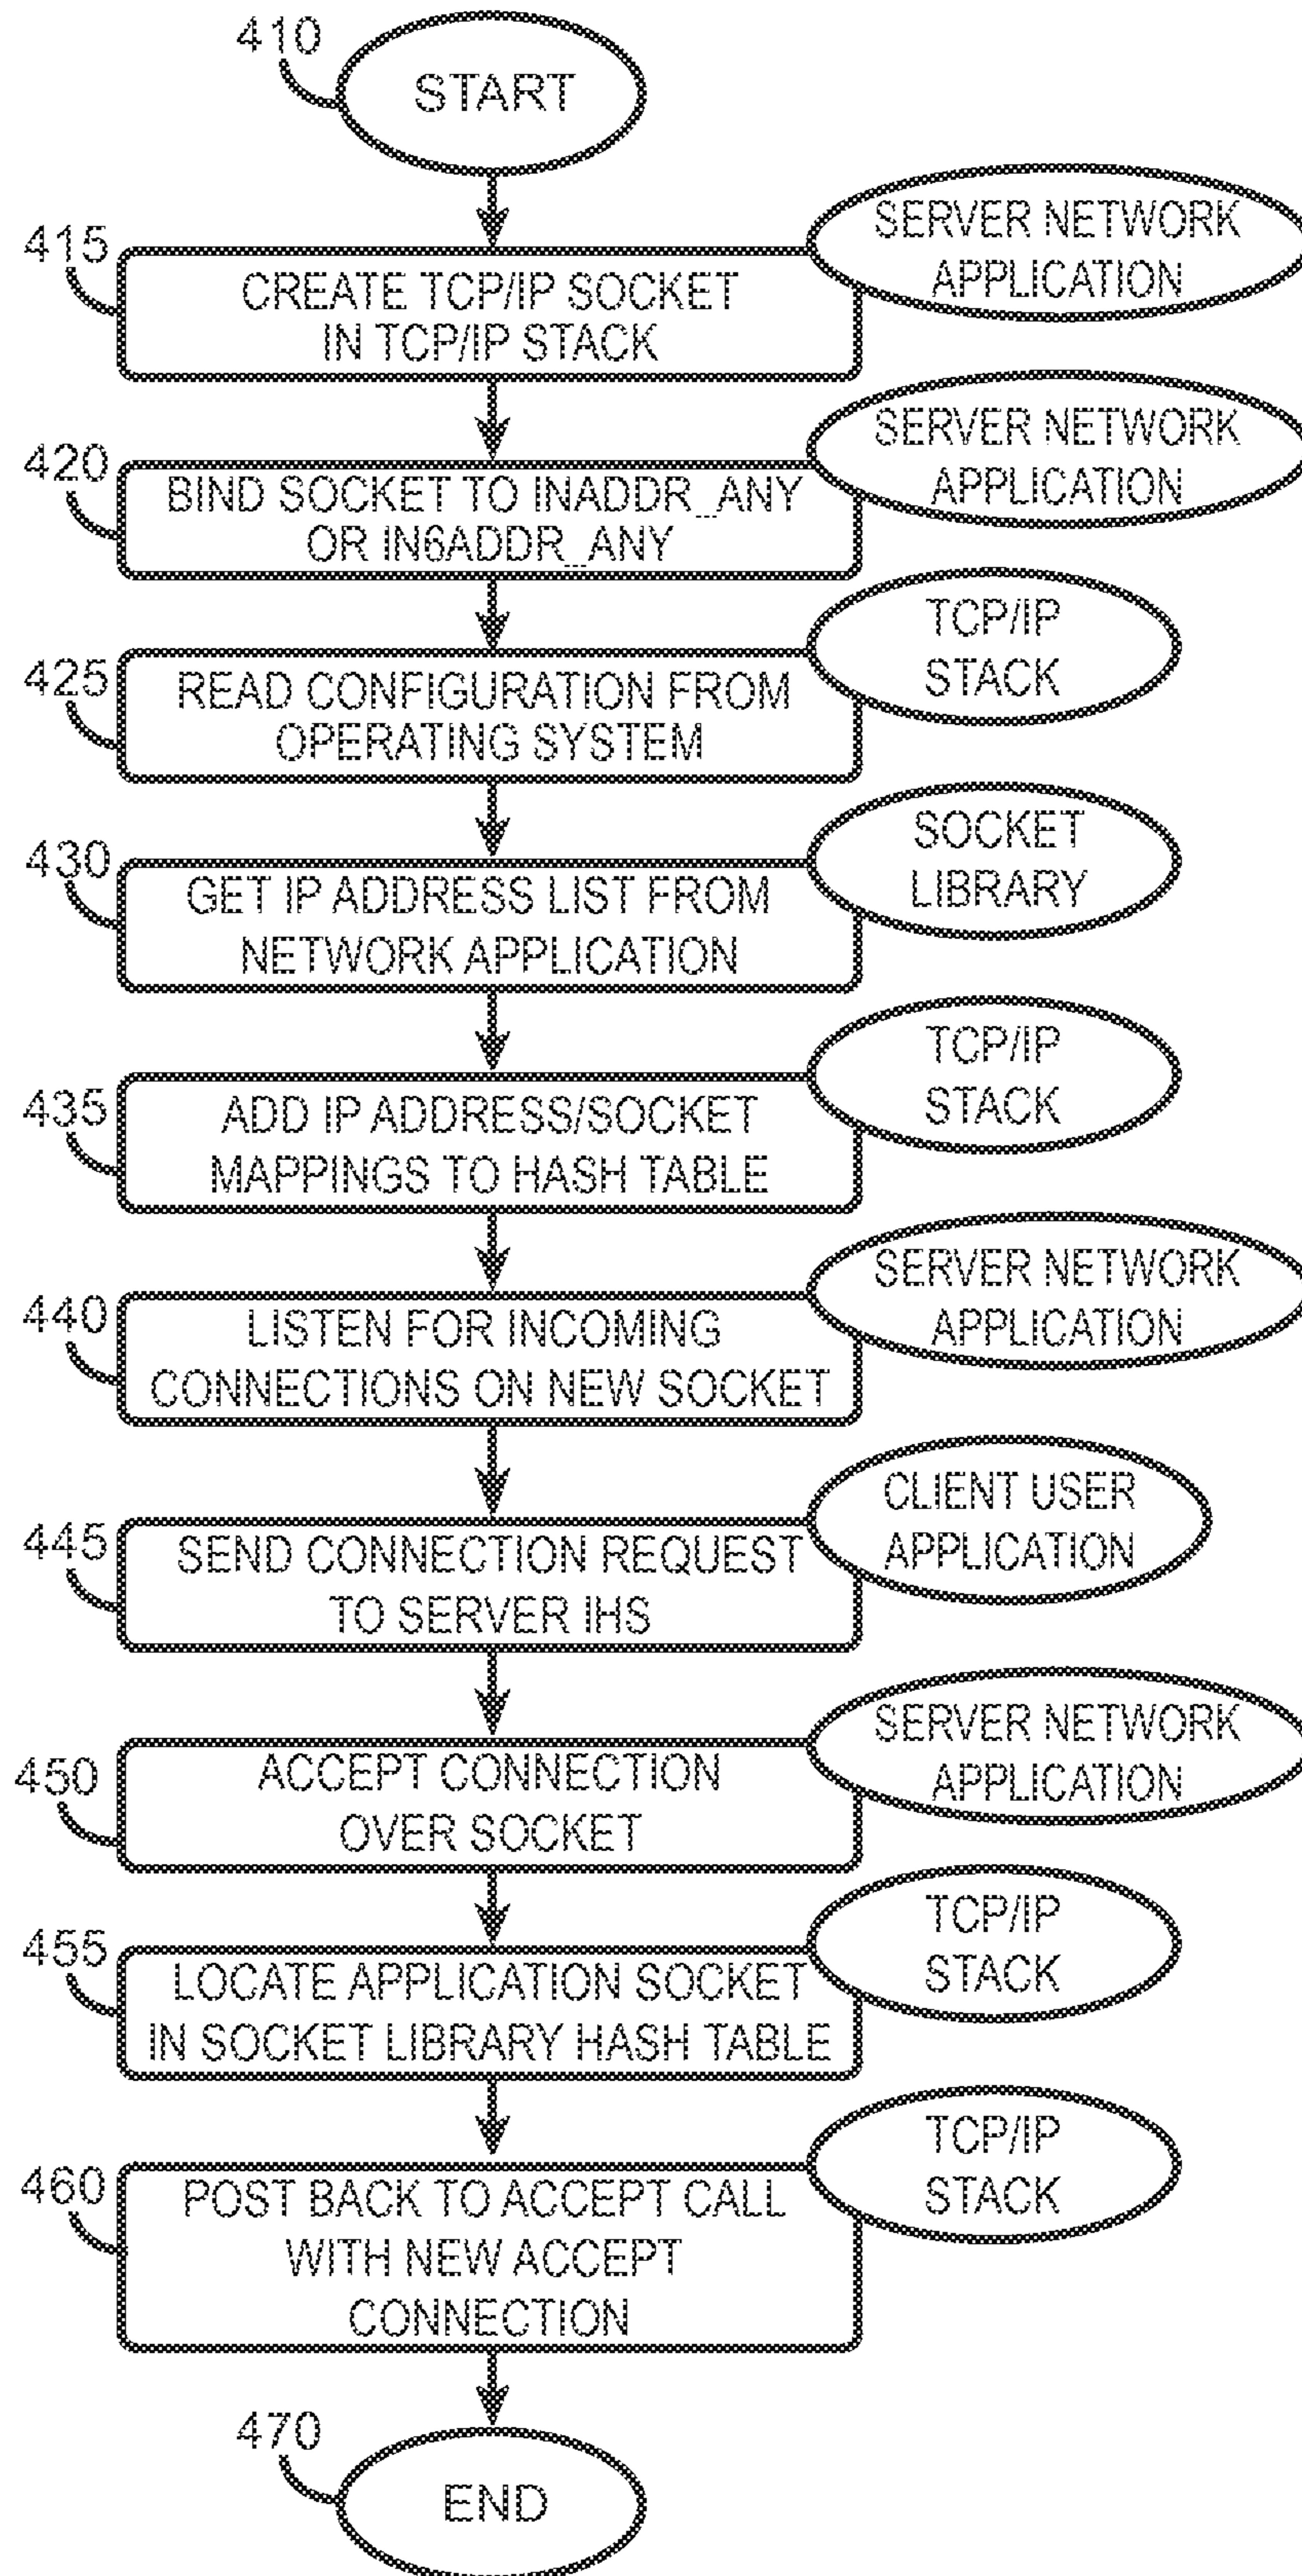 410
START
415
CREATE TCP/IP SOCKET
IN TCP/IP STACK
SERVER NETWORK
APPLICATION
420
BIND SOCKET TO INADDR_ANY
OR IN6ADDR_ANY
SERVER NETWORK
APPLICATION
425
READ CONFIGURATION FROM
OPERATING SYSTEM
TCP/IP
STACK
430
GET IP ADDRESS LIST FROM
NETWORK APPLICATION
SOCKET
LIBRARY
435
ADD IP ADDRESS/SOCKET
MAPPINGS TO HASH TABLE
TCP/IP
STACK
440
LISTEN FOR INCOMING
CONNECTIONS ON NEW SOCKET
SERVER NETWORK
APPLICATION
445
SEND CONNECTION REQUEST
TO SERVER IHS
CLIENT USER
APPLICATION
450
ACCEPT CONNECTION
OVER SOCKET
SERVER NETWORK
APPLICATION
455
LOCATE APPLICATION SOCKET
IN SOCKET LIBRARY HASH TABLE
TCP/IP
STACK
460
POST BACK TO ACCEPT CALL
WITH NEW ACCEPT
CONNECTION
TCP/IP
STACK
470
END